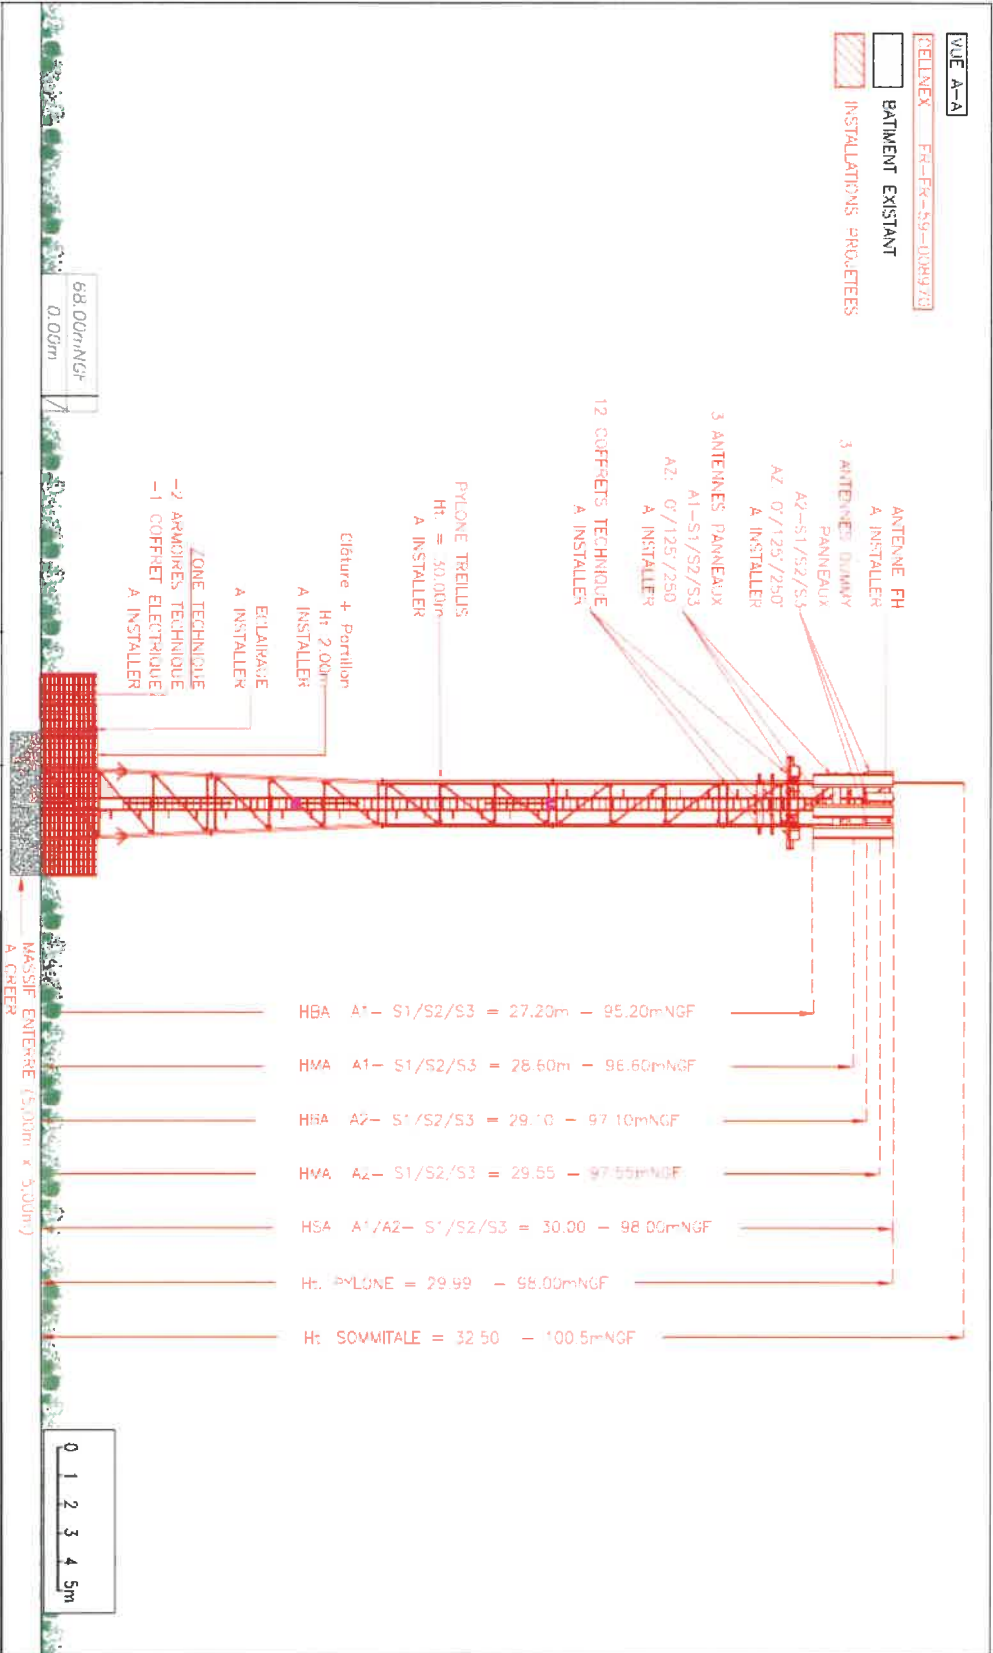 VUE A-A
CELLNEX
BATIMENT EXISTANT
INSTALLATIONS PROJETEES
ANTENNE FH
A INSTALLER
3 ANTENNES DUMMY
PANNEAUX
A2-S1/S2/S3
AZ 0°/125°/250°
A INSTALLER
3 ANTENNES PANNEAUX
A1-S1/S2/S3
AZ: 0°/125°/250
A INSTALLER
12 COFFRETS TECHNIQUE
A INSTALLER
PYLONE TREILLIS
Ht = 30.00m
A INSTALLER
Clôture + Portillon
Ht 2.00m
A INSTALLER
ECLAIRAGE
A INSTALLER
ZONE TECHNIQUE
-2 ARMOIRES TECHNIQUE
-1 COFFRET ELECTRIQUE
A INSTALLER
68.00mNGF
0.00m
MASSIF ENTERRE (5,00m x 5,00m)
A CREER
HBA A1- S1/S2/S3 = 27.20m - 95.20mNGF
HMA A1- S1/S2/S3 = 28.60m - 96.60mNGF
HBA A2- S1/S2/S3 = 29.10 - 97.10mNGF
HMA A2- S1/S2/S3 = 29.55 - 97.55mNGF
HSA A1/A2- S1/S2/S3 = 30.00 - 98.00mNGF
Ht. PYLONE = 29.99 - 98.00mNGF
Ht SOMMITALE = 32.50 - 100.5mNGF
0 1 2 3 4 5m